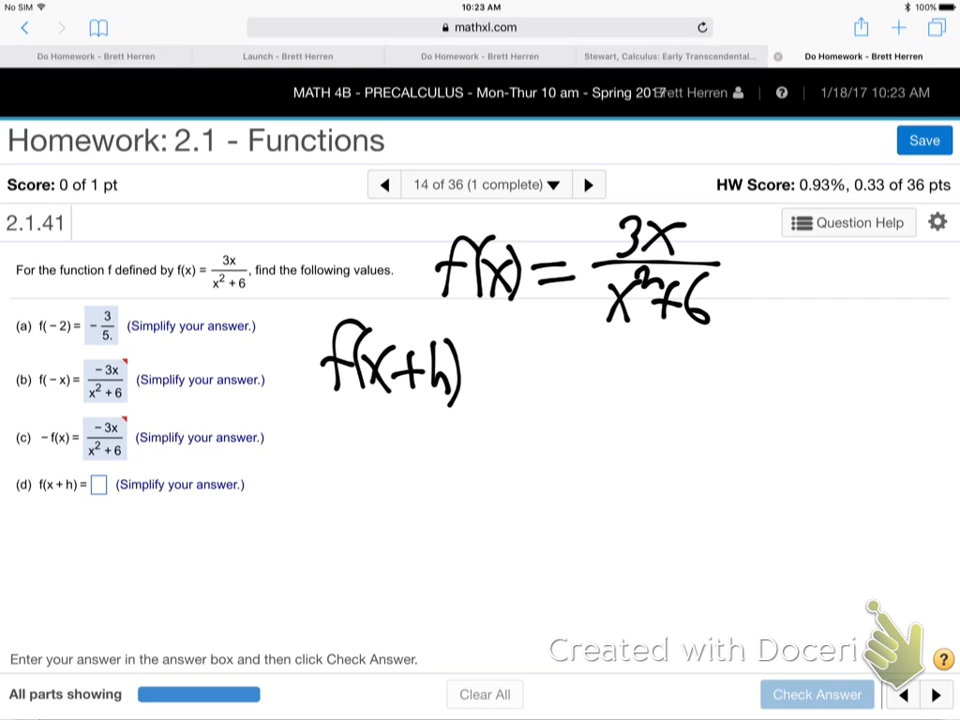 No SIM 10:23 AM 100%
mathxl.com
Do Homework - Brett Herren Launch - Brett Herren Do Homework - Brett Herren Stewart, Calculus: Early Transcendental... Do Homework - Brett Herren
MATH 4B - PRECALCULUS - Mon-Thur 10 am - Spring 2017 Brett Herren | ? | 1/18/17 10:23 AM
Homework: 2.1 - Functions Save
Score: 0 of 1 pt 14 of 36 (1 complete) HW Score: 0.93%, 0.33 of 36 pts
2.1.41 Question Help
For the function f defined by f(x) = 3x / (x² + 6), find the following values.
f(x) = 3x / (x² + 6)
(a) f(-2) = -3/5. (Simplify your answer.)
f(x+h)
(b) f(-x) = -3x / (x² + 6) (Simplify your answer.)
(c) -f(x) = -3x / (x² + 6) (Simplify your answer.)
(d) f(x + h) = (Simplify your answer.)
Created with Doceri
Enter your answer in the answer box and then click Check Answer. ?
All parts showing Clear All Check Answer